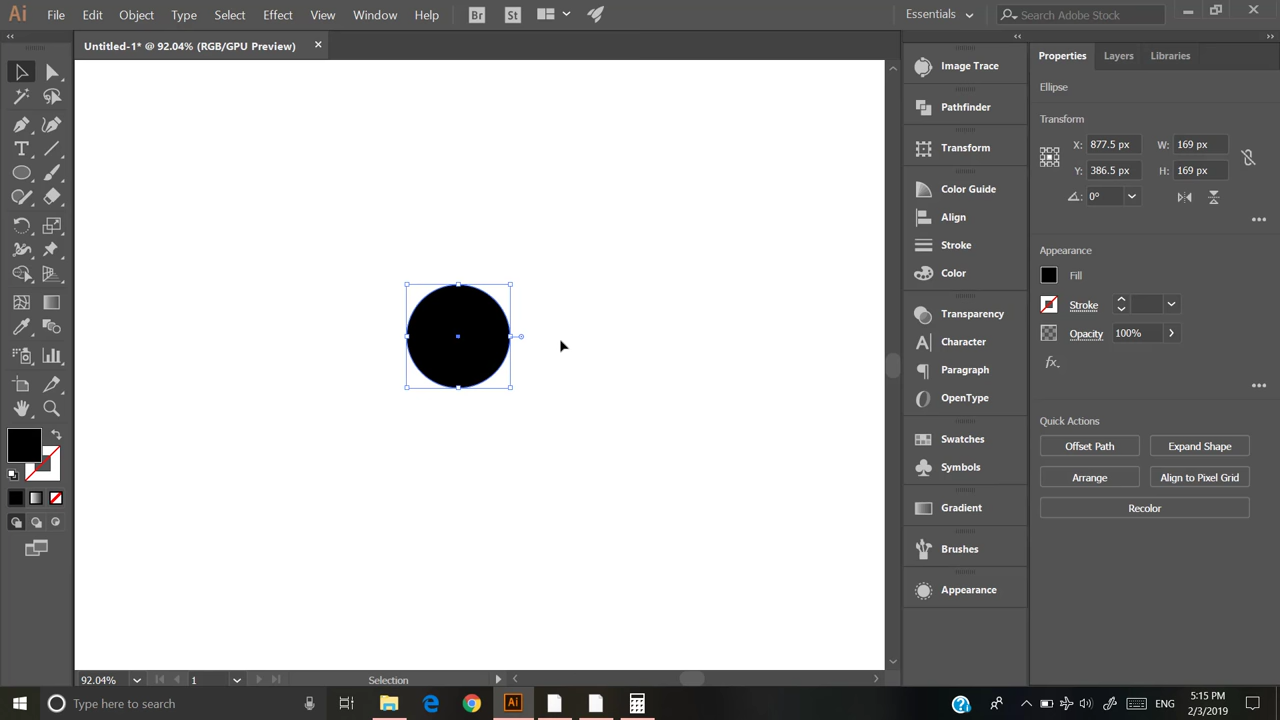 Ai File Edit Object Type Select Effect View Window Help Br St Essentials Search Adobe Stock
Untitled-1* @ 92.04% (RGB/GPU Preview)
Image Trace
Pathfinder
Transform
Color Guide
Align
Stroke
Color
Transparency
Character
Paragraph
OpenType
Swatches
Symbols
Gradient
Brushes
Appearance
Properties Layers Libraries
Ellipse
Transform
X: 877.5 px W: 169 px
Y: 386.5 px H: 169 px
0°
Appearance
Fill
Stroke
Opacity 100%
fx.
Quick Actions
Offset Path Expand Shape
Arrange Align to Pixel Grid
Recolor
92.04% 1 Selection
Type here to search
Ai
5:15 PM
2/3/2019